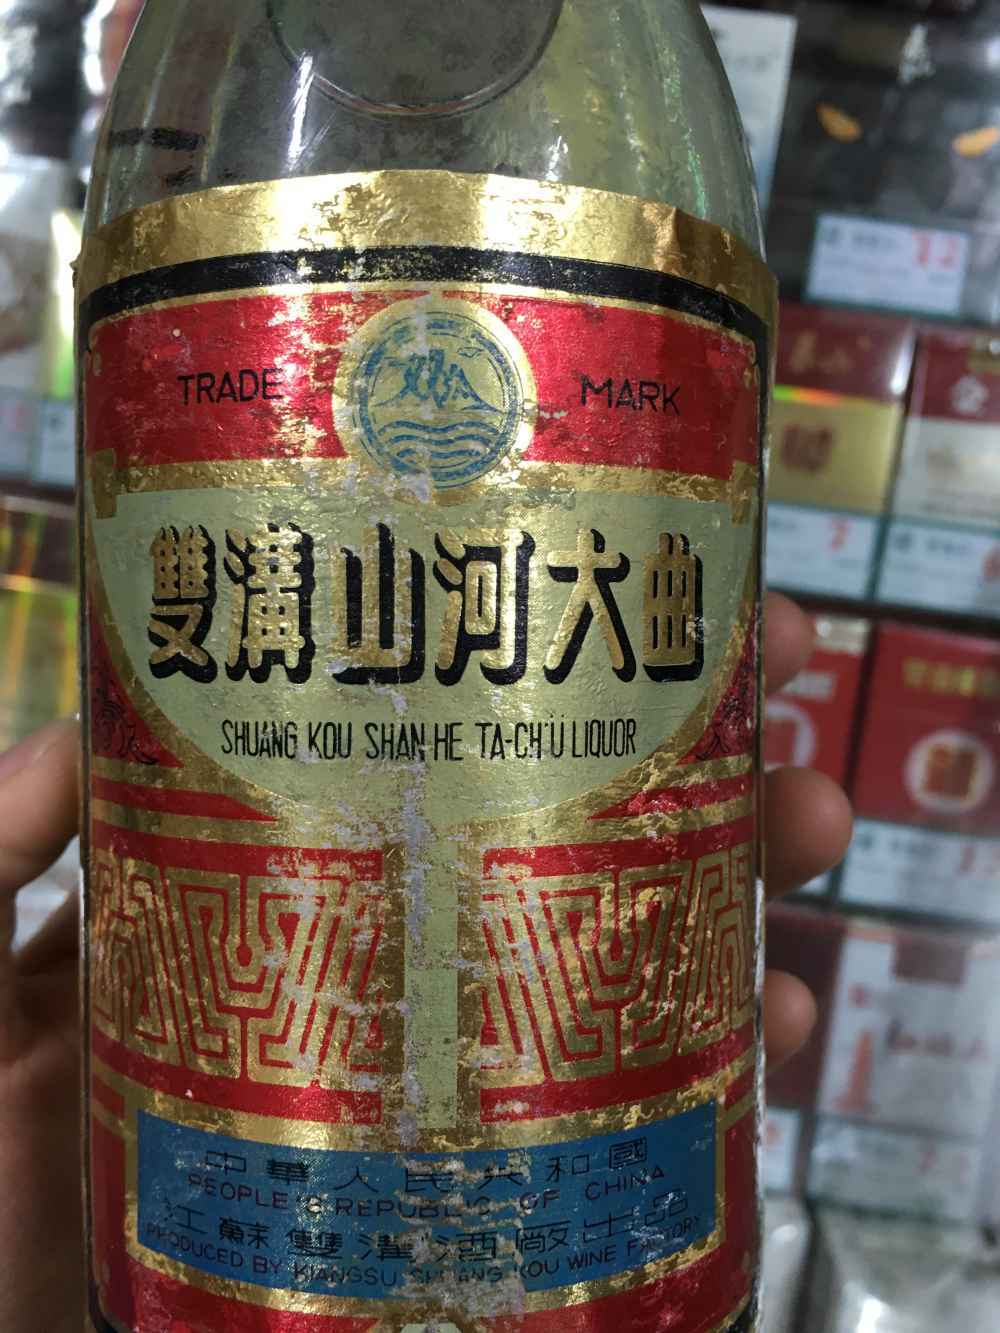 TRADE MARK
雙溝山河大曲
SHUANG KOU SHAN HE TA-CH'Ü LIQUOR
中華人民共和國
PEOPLE'S REPUBLIC OF CHINA
江蘇雙溝酒廠出品
PRODUCED BY KIANGSU SHUANG KOU WINE FACTORY